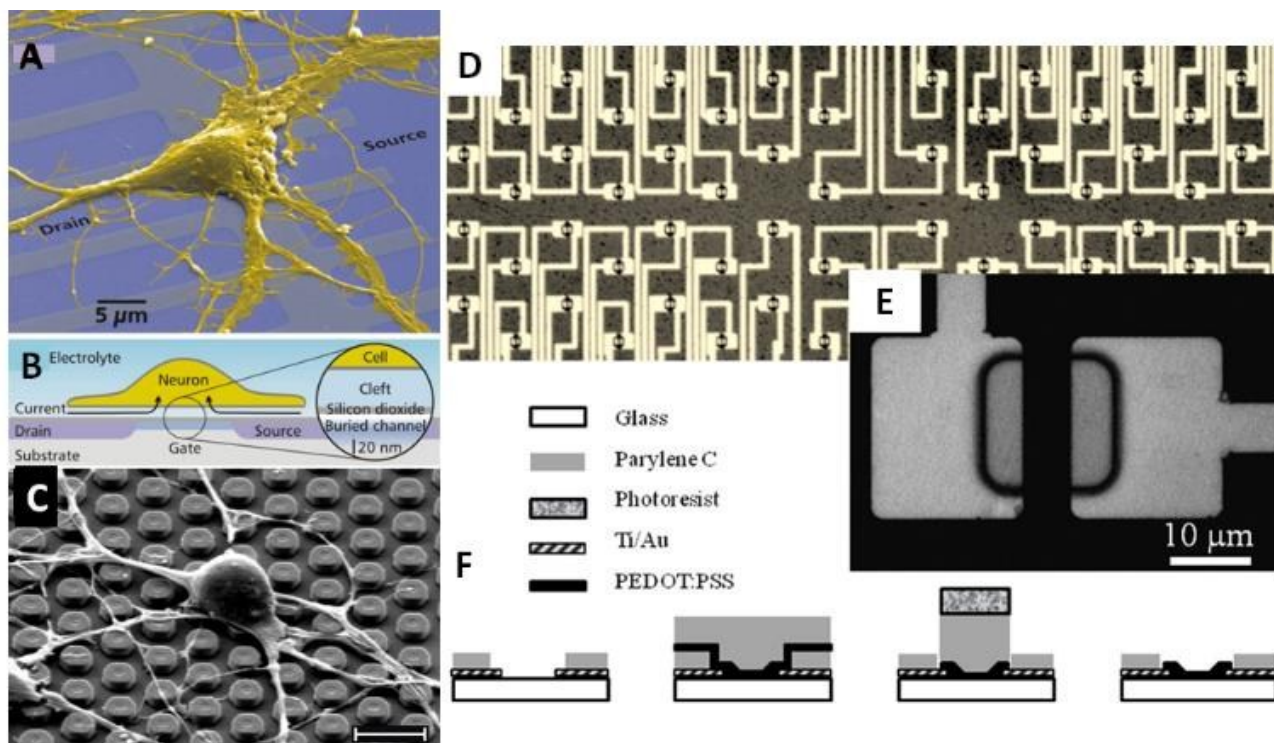 A
Source
Drain
5 µm
B
Electrolyte
Neuron
Current
Drain
Source
Substrate
Gate
Cell
Cleft
Silicon dioxide
Buried channel
20 nm
C
D
E
10 µm
F
Glass
Parylene C
Photoresist
Ti/Au
PEDOT:PSS